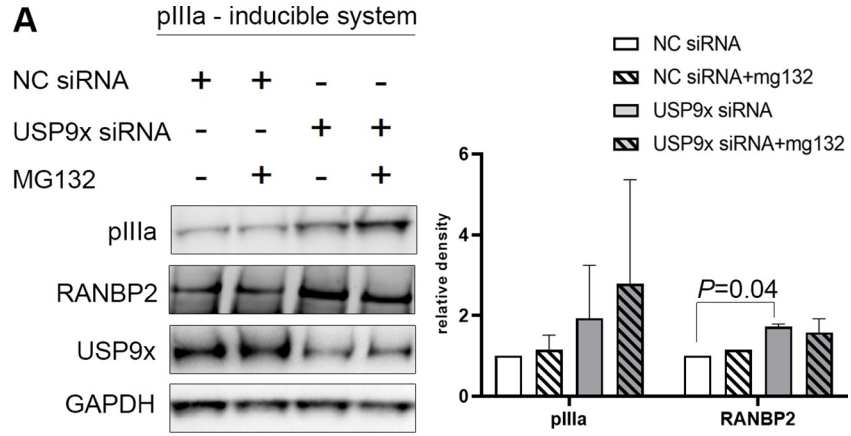 A
pIIIa - inducible system
NC siRNA + + - -
USP9x siRNA - - + +
MG132 - + - +
pIIIa
RANBP2
USP9x
GAPDH
NC siRNA
NC siRNA+mg132
USP9x siRNA
USP9x siRNA+mg132
relative density
6
4
2
0
P=0.04
pIIIa
RANBP2